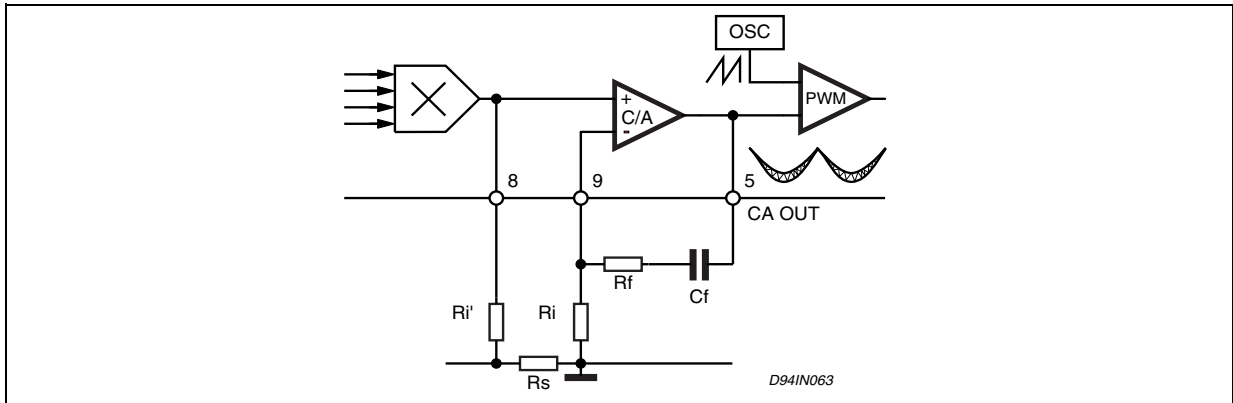 OSC
PWM
+
C/A
-
8
9
5
CA OUT
Rf
Cf
Ri'
Ri
Rs
D94IN063